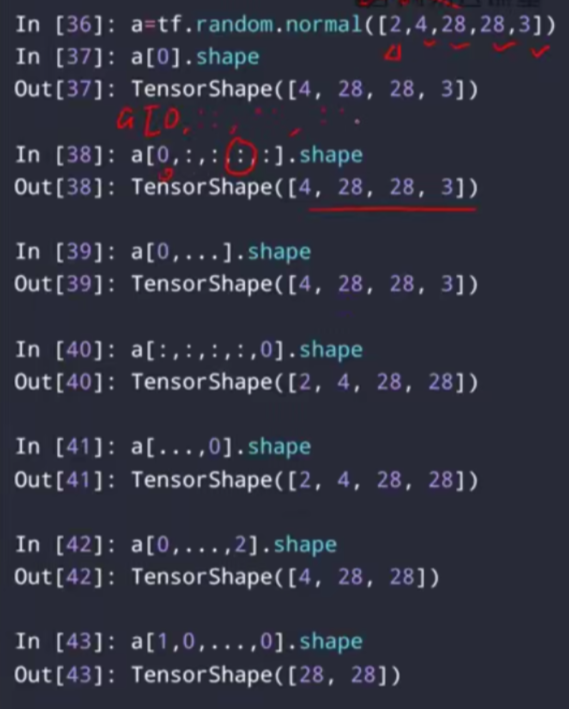 In [36]: a=tf.random.normal([2,4,28,28,3])
In [37]: a[0].shape
Out[37]: TensorShape([4, 28, 28, 3])
a[0,::, ::, ::
In [38]: a[0,:,:,:,:].shape
Out[38]: TensorShape([4, 28, 28, 3])
In [39]: a[0,...].shape
Out[39]: TensorShape([4, 28, 28, 3])
In [40]: a[:,:,:,:,0].shape
Out[40]: TensorShape([2, 4, 28, 28])
In [41]: a[...,0].shape
Out[41]: TensorShape([2, 4, 28, 28])
In [42]: a[0,...,2].shape
Out[42]: TensorShape([4, 28, 28])
In [43]: a[1,0,...,0].shape
Out[43]: TensorShape([28, 28])